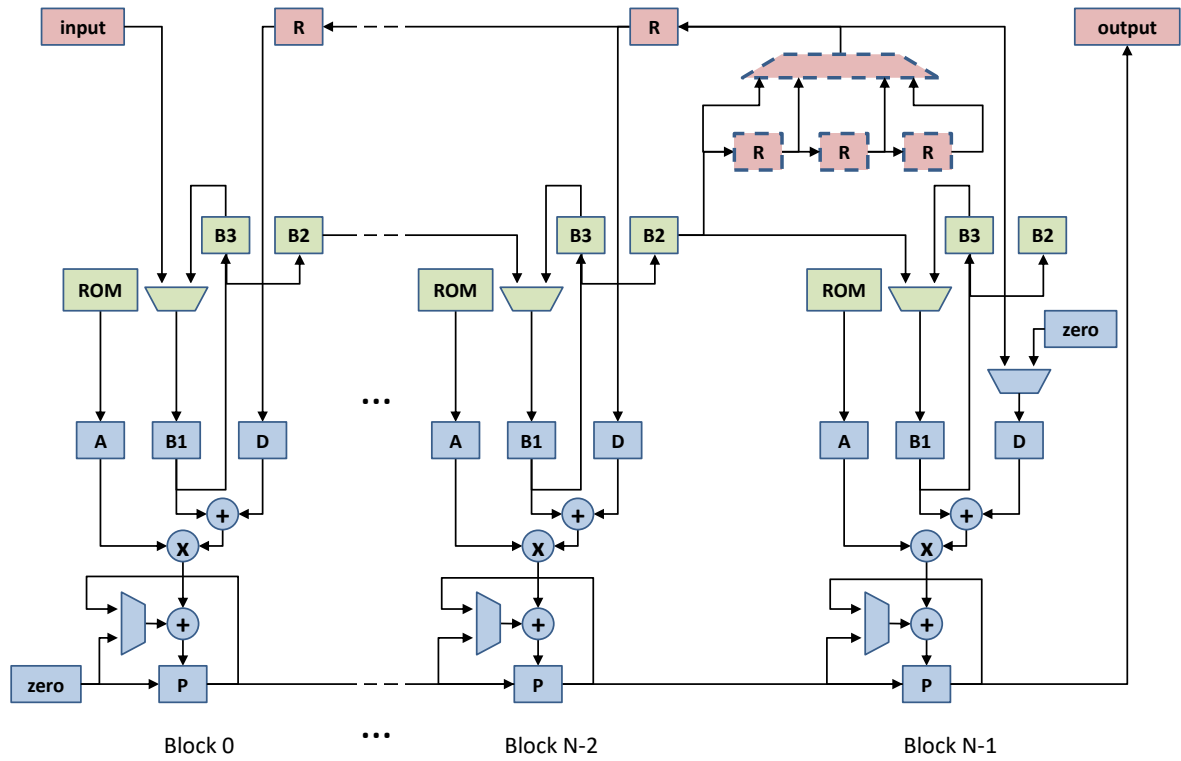 input R ... R output
R R R
B3 B2 B3 B2 B3 B2
ROM ROM ROM
zero
...
A B1 D A B1 D A B1 D
+ + +
x x x
+ + +
zero P P P
...
Block 0 Block N-2 Block N-1